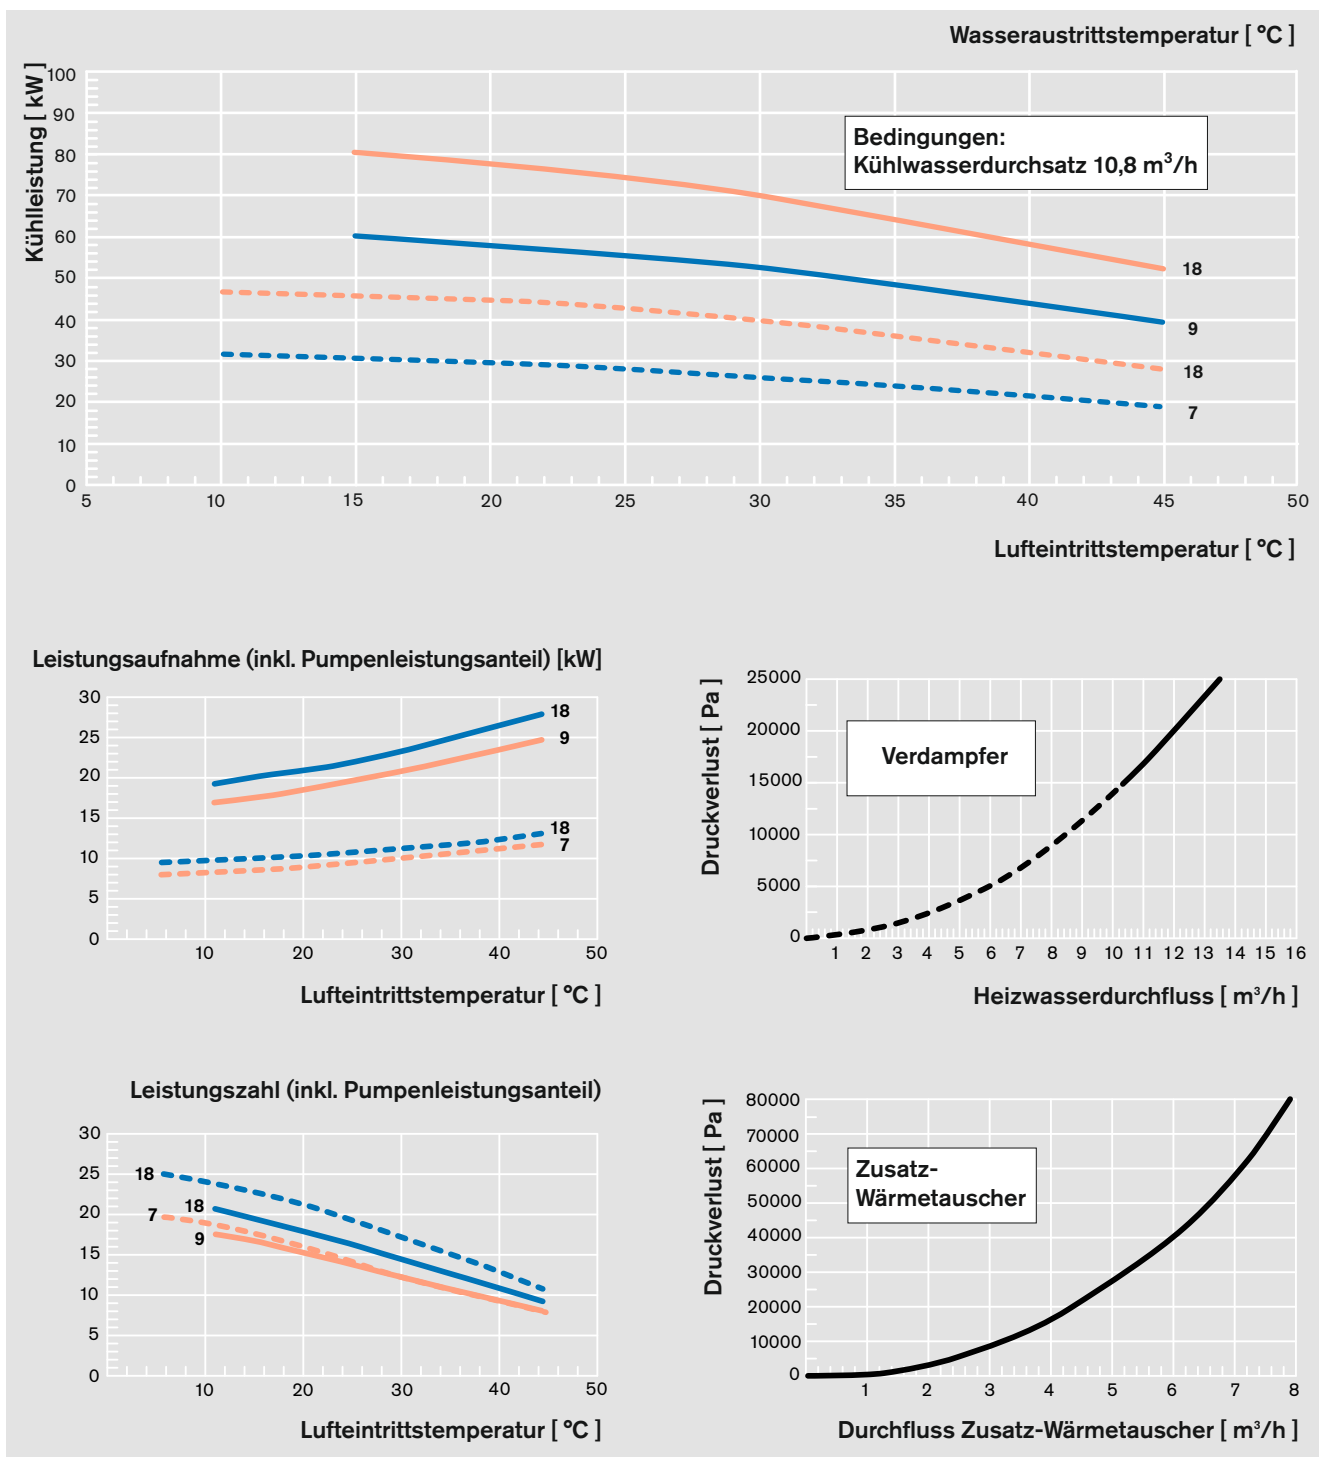 Wasseraustrittstemperatur [ °C ]
Kühlleistung [ kW ]
100
90
80
70
60
50
40
30
20
10
0
Bedingungen:
Kühlwasserdurchsatz 10,8 m³/h
18
9
18
7
5 10 15 20 25 30 35 40 45 50
Lufteintrittstemperatur [ °C ]
Leistungsaufnahme (inkl. Pumpenleistungsanteil) [kW]
30
25
20
15
10
5
0
18
9
18
7
10 20 30 40 50
Lufteintrittstemperatur [ °C ]
Druckverlust [ Pa ]
25000
20000
15000
10000
5000
0
Verdampfer
1 2 3 4 5 6 7 8 9 10 11 12 13 14 15 16
Heizwasserdurchfluss [ m³/h ]
Leistungszahl (inkl. Pumpenleistungsanteil)
30
25
20
15
10
5
0
18
18
7
9
10 20 30 40 50
Lufteintrittstemperatur [ °C ]
Druckverlust [ Pa ]
80000
70000
60000
50000
40000
30000
20000
10000
0
Zusatz-
Wärmetauscher
1 2 3 4 5 6 7 8
Durchfluss Zusatz-Wärmetauscher [ m³/h ]